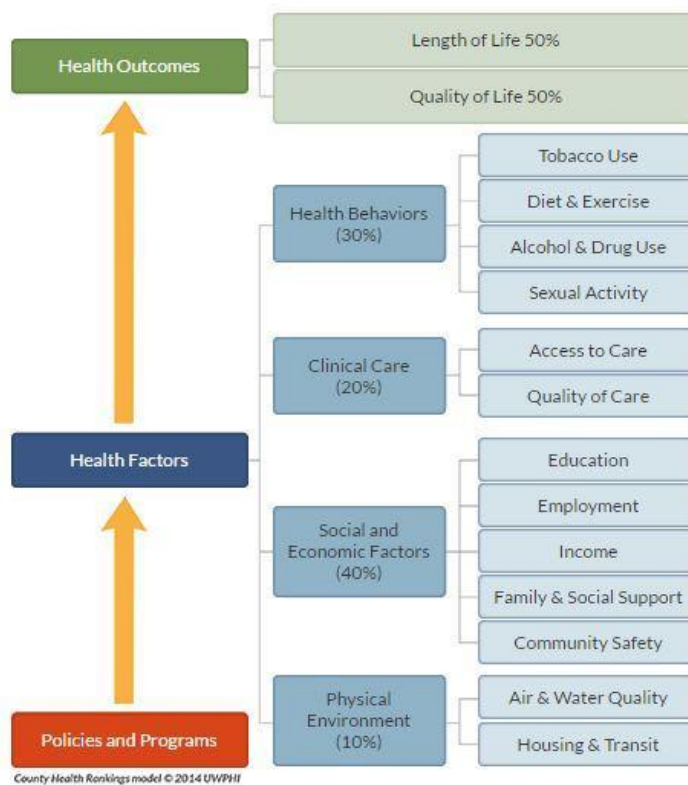 Health Outcomes
Length of Life 50%
Quality of Life 50%
Health Behaviors
(30%)
Tobacco Use
Diet & Exercise
Alcohol & Drug Use
Sexual Activity
Clinical Care
(20%)
Access to Care
Quality of Care
Health Factors
Social and
Economic Factors
(40%)
Education
Employment
Income
Family & Social Support
Community Safety
Physical
Environment
(10%)
Air & Water Quality
Housing & Transit
Policies and Programs
County Health Rankings model © 2014 UWPHI